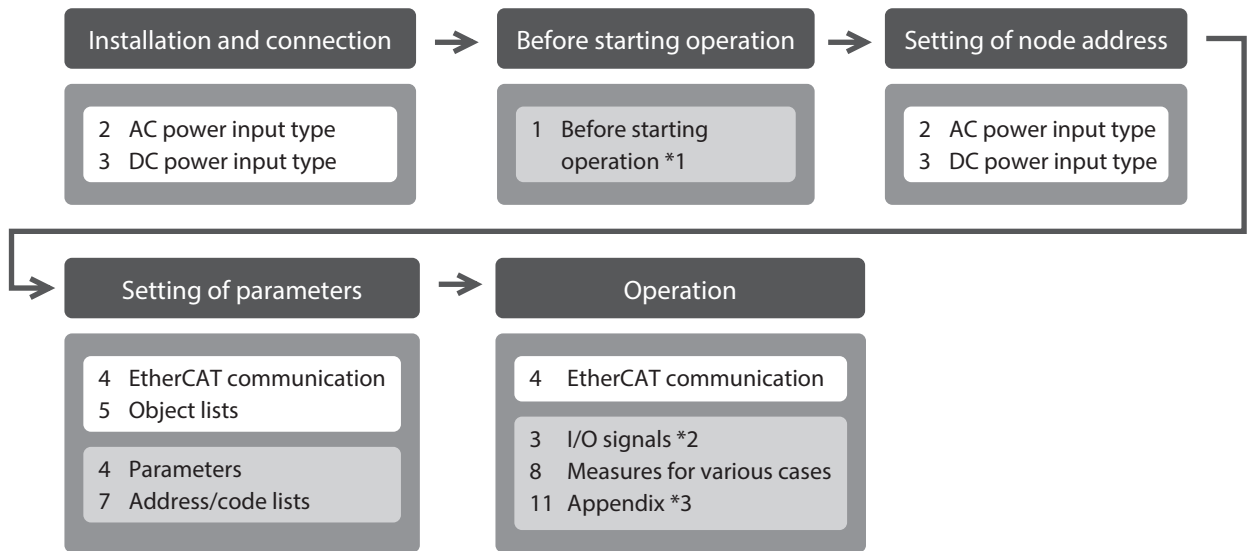 Installation and connection
Before starting operation
Setting of node address
2 AC power input type
3 DC power input type
1 Before starting
operation *1
2 AC power input type
3 DC power input type
Setting of parameters
Operation
4 EtherCAT communication
5 Object lists
4 Parameters
7 Address/code lists
4 EtherCAT communication
3 I/O signals *2
8 Measures for various cases
11 Appendix *3